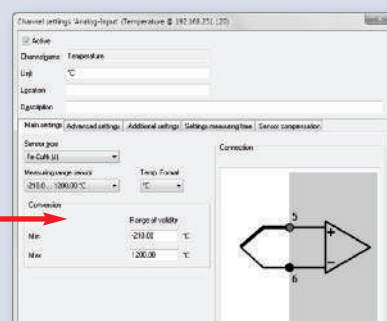 Channel settings 'Analog-Input' (Temperature @ 192.168.251.120)
Active
Channelname Temperature
Unit °C
Location
Description
Main settings Advanced settings Additional settings Settings measuring time Sensor compensation
Sensor type
Fe-CuNi (J)
Connection
Measuring range sensor Temp. Format
-210.0 ... 1200.00 °C °C
Conversion
Range of validity
Min -210.00 °C
Max 1200.00 °C
5
+
-
6